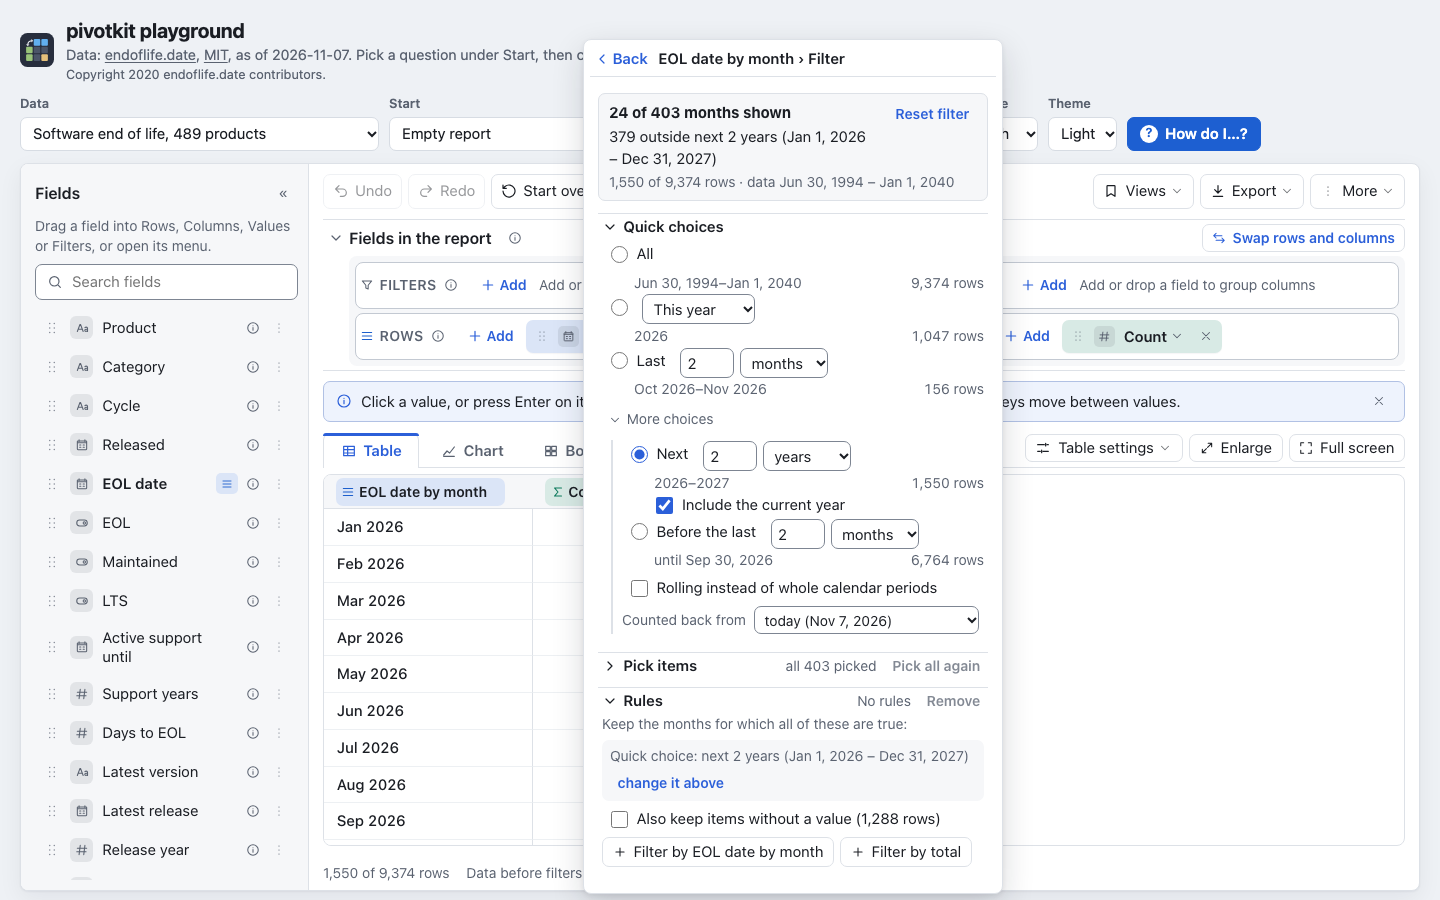 pivotkit playground
Data: endoflife.date, MIT, as of 2026-11-07. Pick a question under Start, then
Copyright 2020 endoflife.date contributors.
Data
Start
Theme
Software end of life, 489 products
Empty report
Light
? How do I...?
Fields
«
Drag a field into Rows, Columns, Values
or Filters, or open its menu.
Search fields
Aa Product
Aa Category
Aa Cycle
Released
EOL date
EOL
Maintained
LTS
Active support
until
Support years
Days to EOL
Aa Latest version
Latest release
Release year
Undo
Redo
Start over
Views
Export
More
Fields in the report
Swap rows and columns
FILTERS
+ Add
Add or
+ Add
Add or drop a field to group columns
ROWS
+ Add
+ Add
# Count
Click a value, or press Enter on it
eys move between values.
Table
Chart
Table settings
Enlarge
Full screen
EOL date by month
Σ Co
Jan 2026
Feb 2026
Mar 2026
Apr 2026
May 2026
Jun 2026
Jul 2026
Aug 2026
Sep 2026
1,550 of 9,374 rows
Data before filters
Back
EOL date by month › Filter
24 of 403 months shown
Reset filter
379 outside next 2 years (Jan 1, 2026
– Dec 31, 2027)
1,550 of 9,374 rows · data Jun 30, 1994 – Jan 1, 2040
Quick choices
All
Jun 30, 1994–Jan 1, 2040
9,374 rows
This year
2026
1,047 rows
Last 2 months
Oct 2026–Nov 2026
156 rows
More choices
Next 2 years
2026–2027
1,550 rows
Include the current year
Before the last 2 months
until Sep 30, 2026
6,764 rows
Rolling instead of whole calendar periods
Counted back from today (Nov 7, 2026)
Pick items
all 403 picked
Pick all again
Rules
No rules
Remove
Keep the months for which all of these are true:
Quick choice: next 2 years (Jan 1, 2026 – Dec 31, 2027)
change it above
Also keep items without a value (1,288 rows)
+ Filter by EOL date by month
+ Filter by total